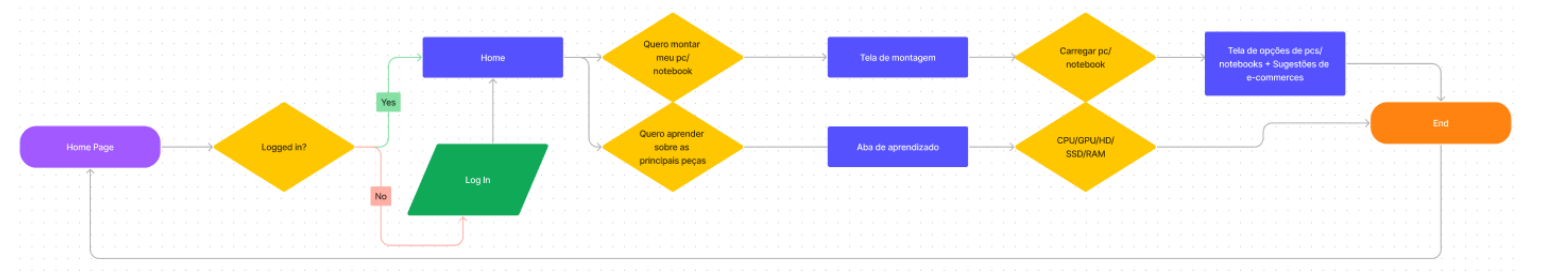 Home Page
Logged in?
Yes
No
Home
Log In
Quero montar
meu pc/
notebook
Quero aprender
sobre as
principais peças
Tela de montagem
Aba de aprendizado
Carregar pc/
notebook
CPU/GPU/HD/
SSD/RAM
Tela de opções de pcs/
notebooks + Sugestões de
e-commerces
End